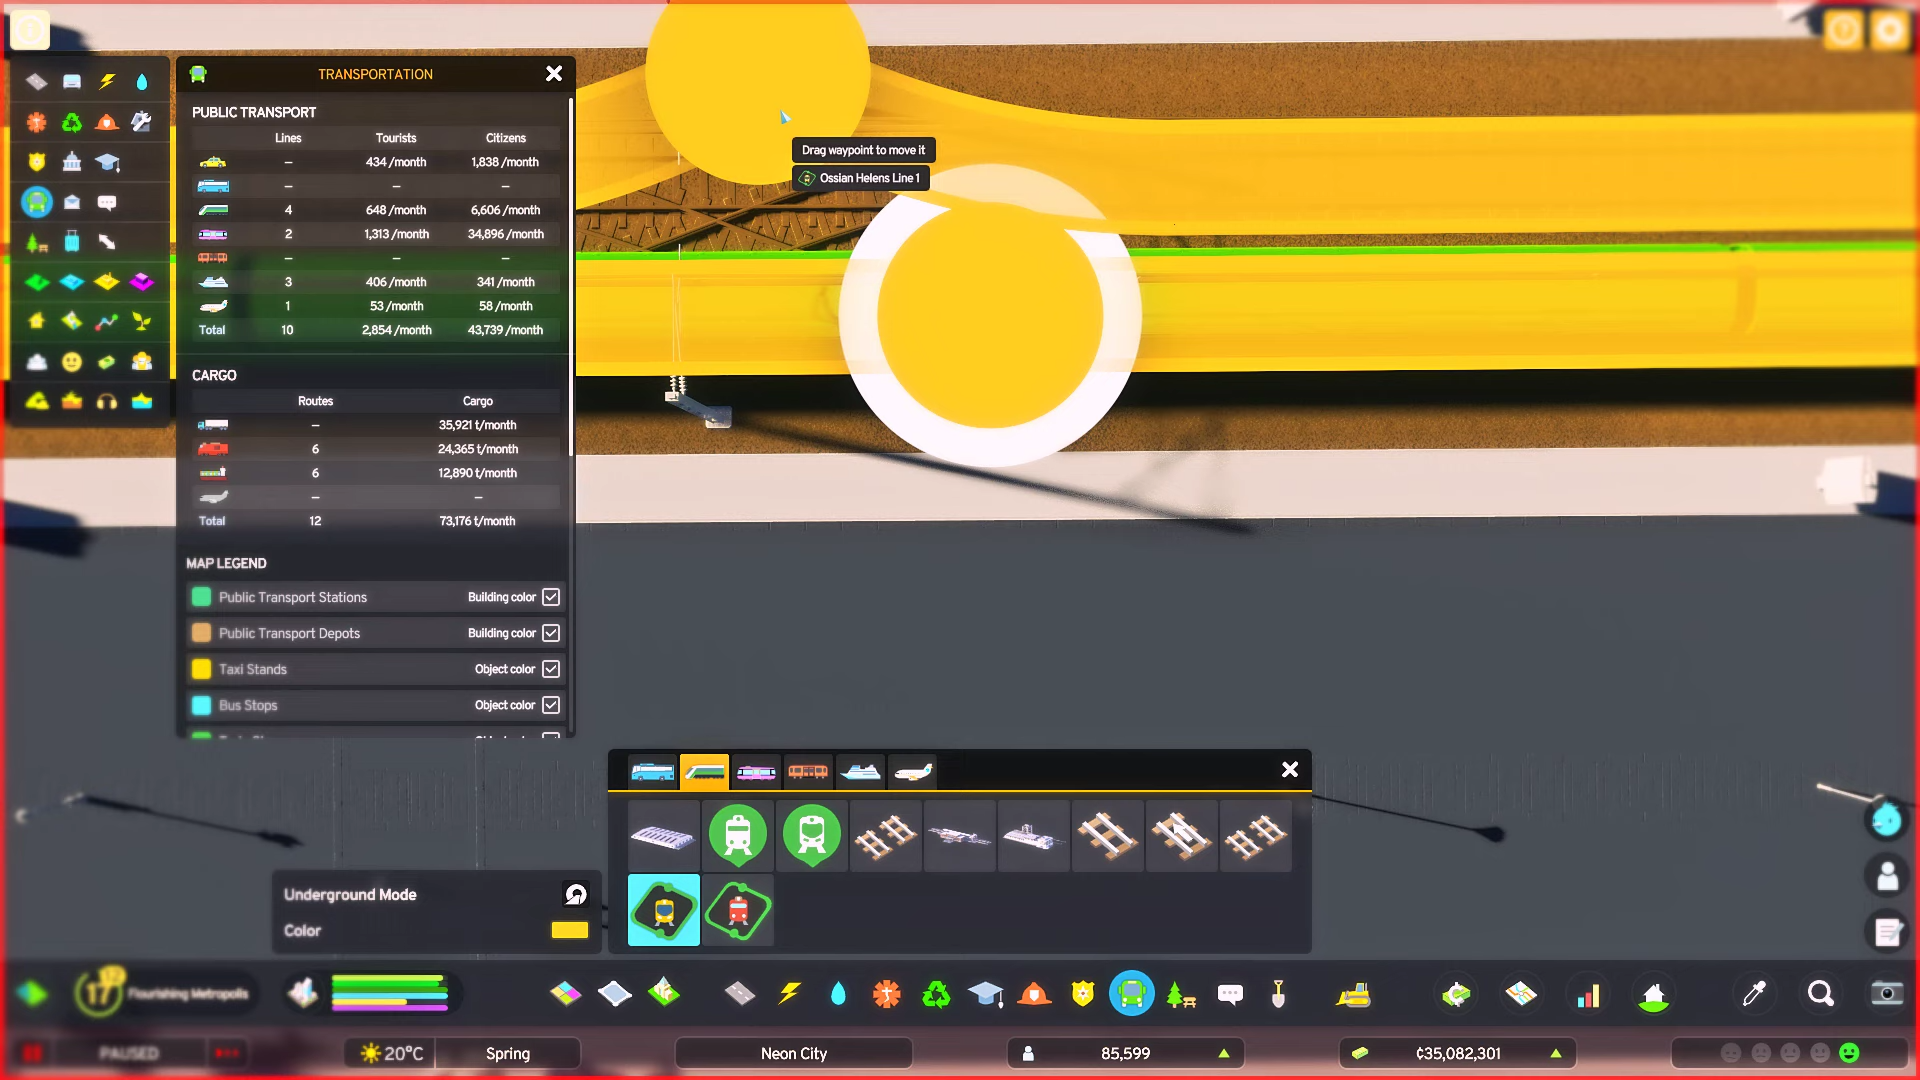 TRANSPORTATION
PUBLIC TRANSPORT
Lines Tourists Citizens
— 434 /month 1,838 /month
— — —
4 648 /month 6,606 /month
2 1,313 /month 34,896 /month
— — —
3 406 /month 341 /month
1 53 /month 58 /month
Total 10 2,854 /month 43,739 /month
CARGO
Routes Cargo
— 35,921 t/month
6 24,365 t/month
6 12,890 t/month
— —
Total 12 73,176 t/month
MAP LEGEND
Public Transport Stations Building color
Public Transport Depots Building color
Taxi Stands Object color
Bus Stops Object color
Drag waypoint to move it
Ossian Helens Line 1
Underground Mode
Color
17 Flourishing Metropolis
PAUSED
20°C Spring Neon City 85,599 ¢35,082,301